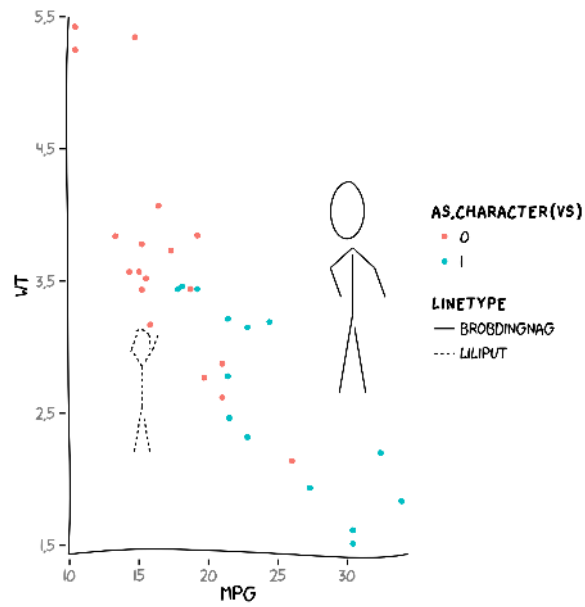 5,5
4,5
3,5
2,5
1,5
WT
10 15 20 25 30
MPG
AS.CHARACTER(VS)
0
1
LINETYPE
BROBDINGNAG
LILIPUT